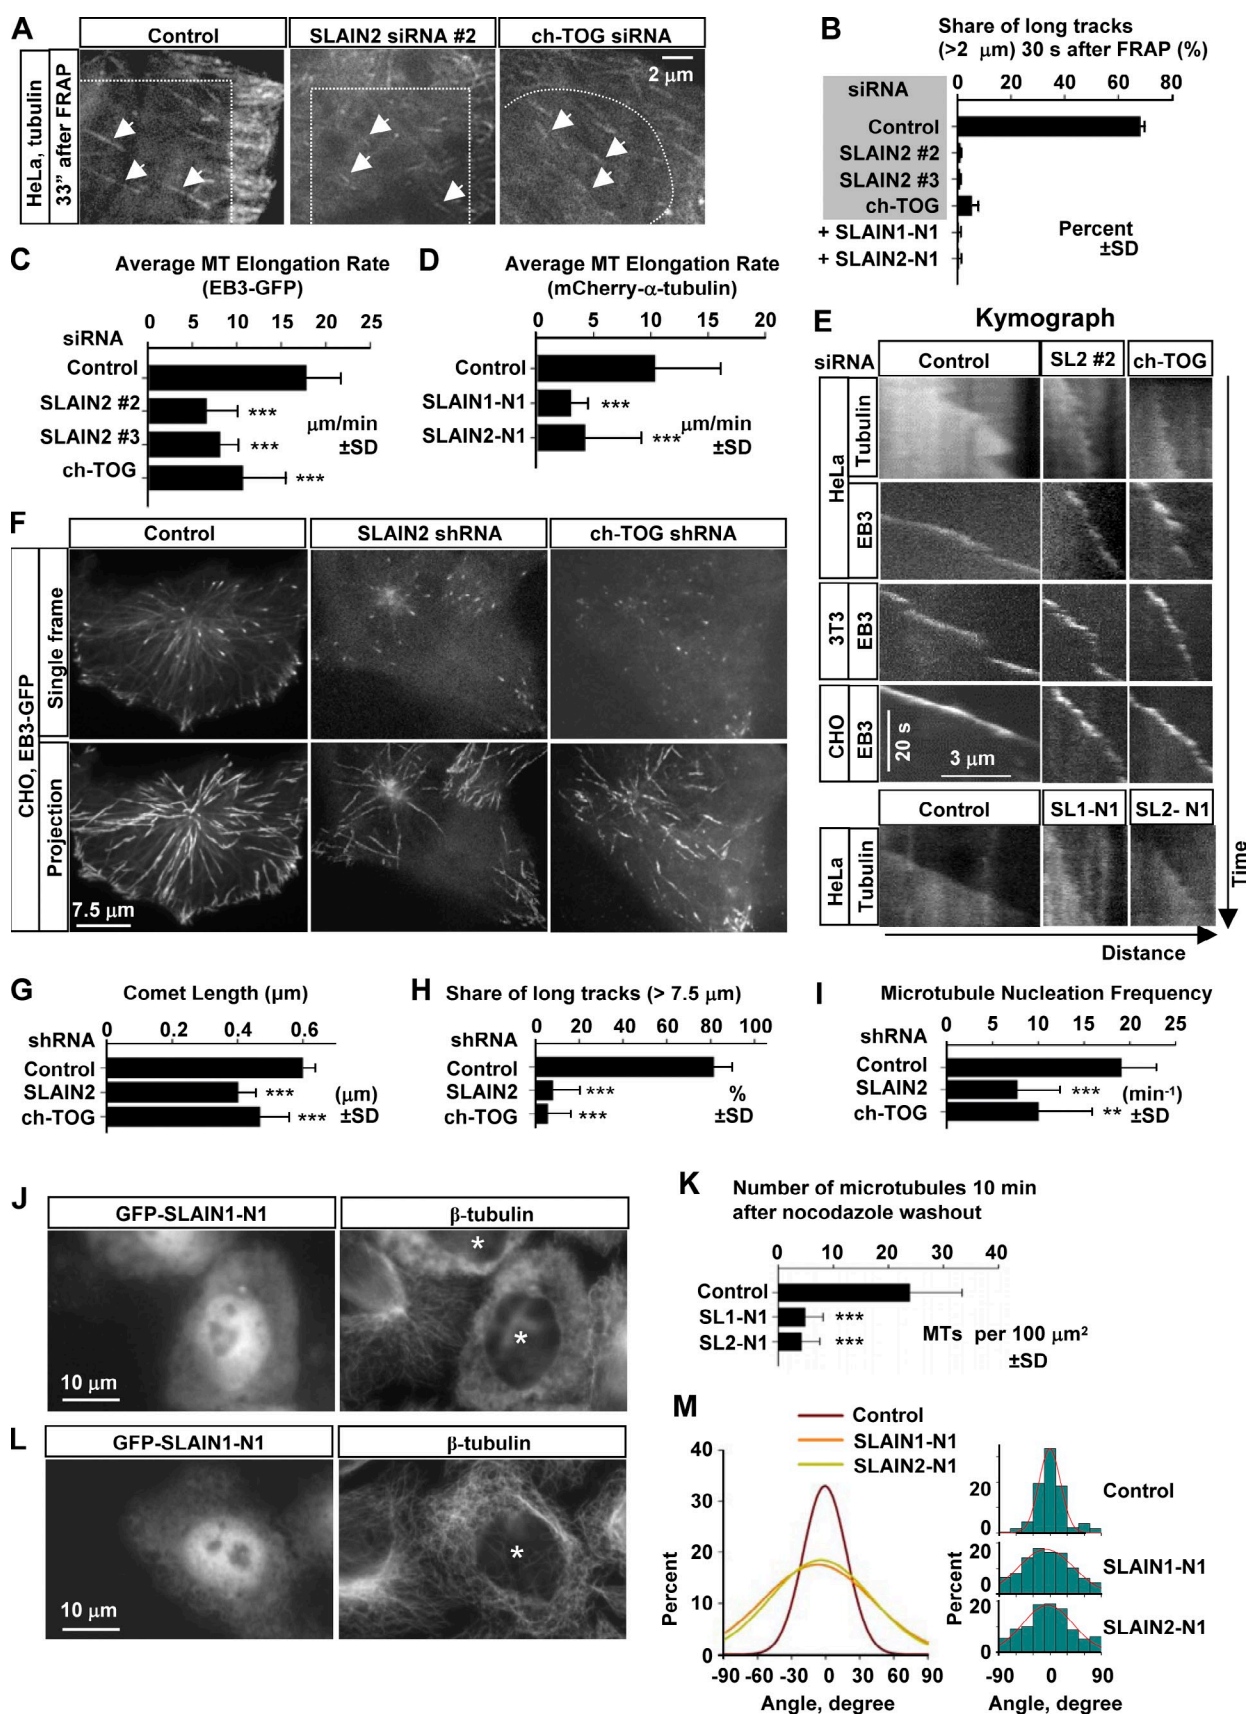 A
Control
SLAIN2 siRNA #2
ch-TOG siRNA
HeLa, tubulin
33” after FRAP
2 μm
B
Share of long tracks
(>2 μm) 30 s after FRAP (%)
0 20 40 60 80
siRNA
Control
SLAIN2 #2
SLAIN2 #3
ch-TOG
+ SLAIN1-N1
+ SLAIN2-N1
Percent
±SD
C
Average MT Elongation Rate
(EB3-GFP)
0 5 10 15 20 25
siRNA
Control
SLAIN2 #2 ***
SLAIN2 #3 ***
ch-TOG ***
μm/min
±SD
D
Average MT Elongation Rate
(mCherry-α-tubulin)
0 5 10 15 20
Control
SLAIN1-N1 ***
SLAIN2-N1 ***
μm/min
±SD
E
Kymograph
siRNA
Control
SL2 #2
ch-TOG
HeLa
Tubulin
EB3
3T3
EB3
CHO
EB3
20 s
3 μm
Control
SL1-N1
SL2- N1
HeLa
Tubulin
Time
Distance
F
Control
SLAIN2 shRNA
ch-TOG shRNA
CHO, EB3-GFP
Single frame
Projection
7.5 μm
G
Comet Length (μm)
0 0.2 0.4 0.6
shRNA
Control
SLAIN2 ***
ch-TOG ***
(μm)
±SD
H
Share of long tracks (> 7.5 μm)
0 20 40 60 80 100
shRNA
Control
SLAIN2 ***
ch-TOG ***
%
±SD
I
Microtubule Nucleation Frequency
0 5 10 15 20 25
shRNA
Control
SLAIN2 ***
ch-TOG **
(min⁻¹)
±SD
J
GFP-SLAIN1-N1
β-tubulin
*
*
10 μm
K
Number of microtubules 10 min
after nocodazole washout
0 10 20 30 40
Control
SL1-N1 ***
SL2-N1 ***
MTs per 100 μm²
±SD
L
GFP-SLAIN1-N1
β-tubulin
*
10 μm
M
Control
SLAIN1-N1
SLAIN2-N1
40
30
20
10
0
Percent
-90 -60 -30 0 30 60 90
Angle, degree
20
0
Control
20
0
SLAIN1-N1
20
0
SLAIN2-N1
Percent
-90 0 90
Angle, degree